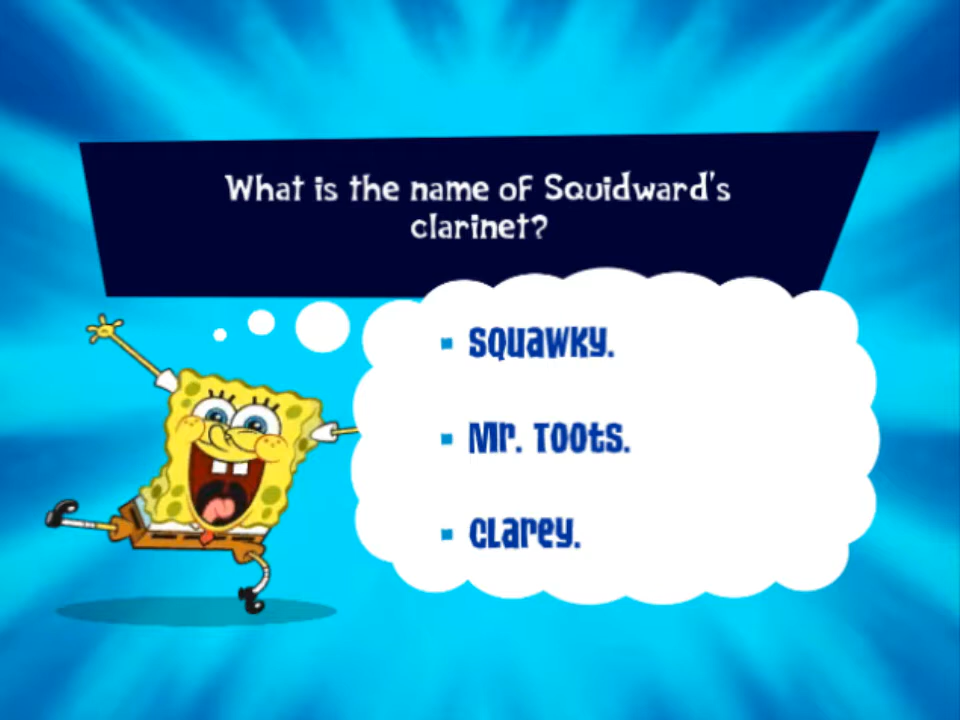 What is the name of Squidward's
clarinet?
Squawky.
Mr. Toots.
Clarey.